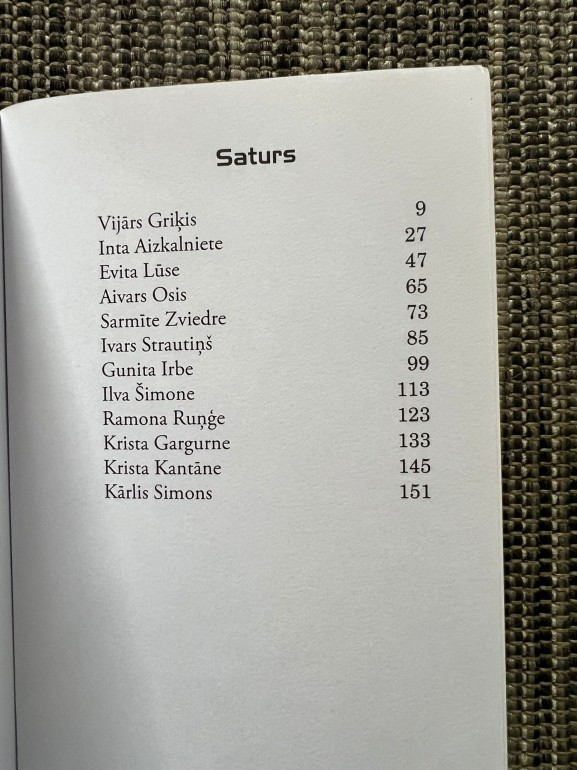 Saturs
Vijārs Griķis 9
Inta Aizkalniete 27
Evita Lūse 47
Aivars Osis 65
Sarmīte Zviedre 73
Ivars Strautiņš 85
Gunita Irbe 99
Ilva Šimone 113
Ramona Ruņģe 123
Krista Gargurne 133
Krista Kantāne 145
Kārlis Simons 151